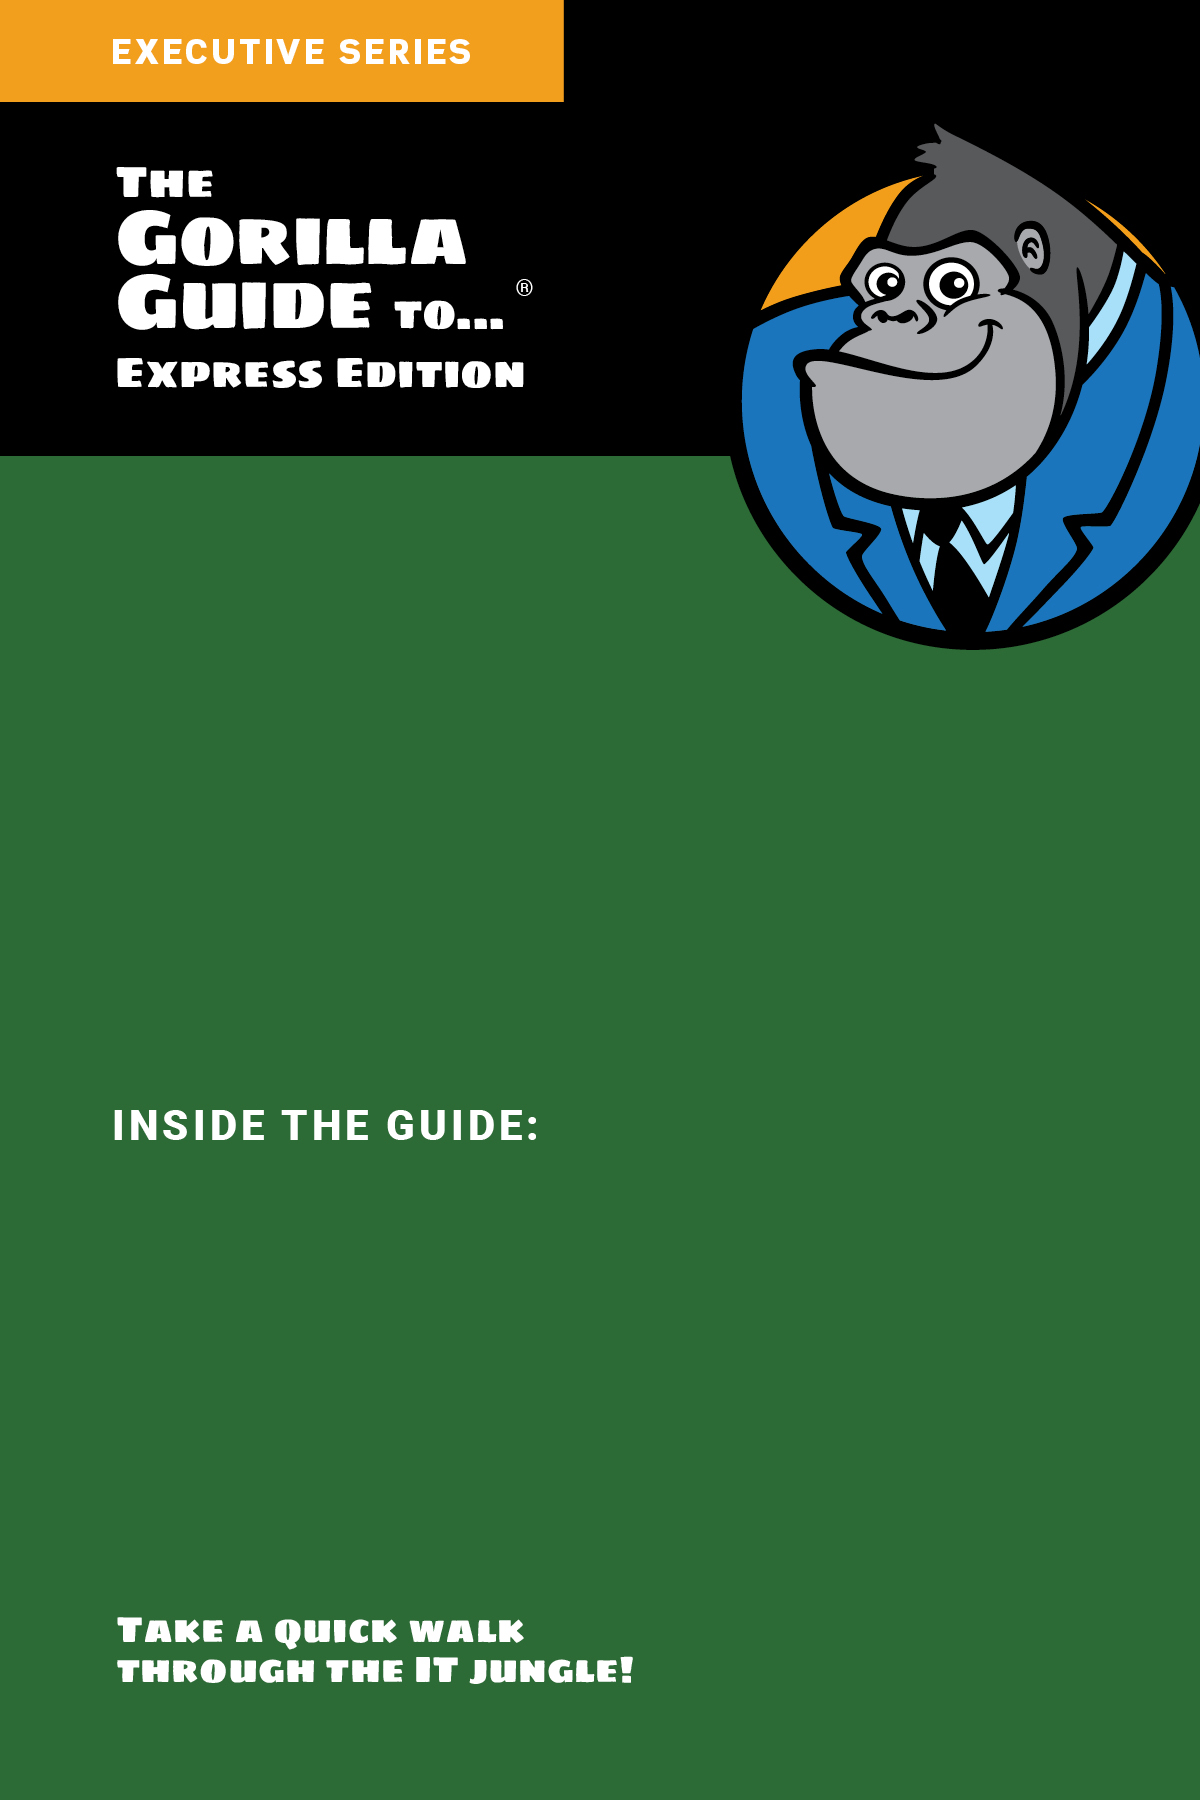 EXECUTIVE SERIES
The
Gorilla
Guide to...®
Express Edition
INSIDE THE GUIDE:
Take a quick walk
through the IT jungle!